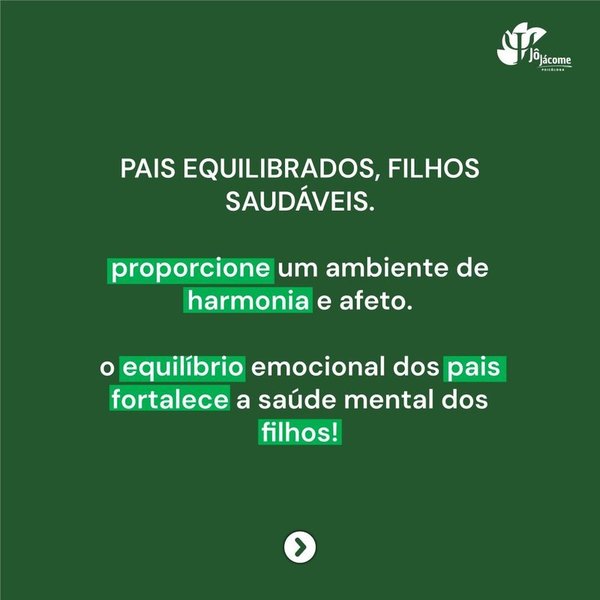 Jô
Jácome
PSICÓLOGA
PAIS EQUILIBRADOS, FILHOS
SAUDÁVEIS.
proporcione um ambiente de
harmonia e afeto.
o equilíbrio emocional dos pais
fortalece a saúde mental dos
filhos!